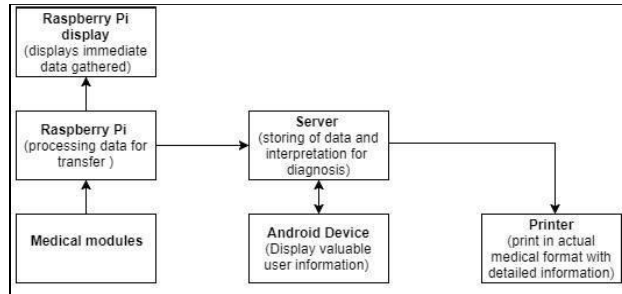 Raspberry Pi
display
(displays immediate
data gathered)
Raspberry Pi
(processing data for
transfer )
Server
(storing of data and
interpretation for
diagnosis)
Medical modules
Android Device
(Display valuable
user information)
Printer
(print in actual
medical format with
detailed information)